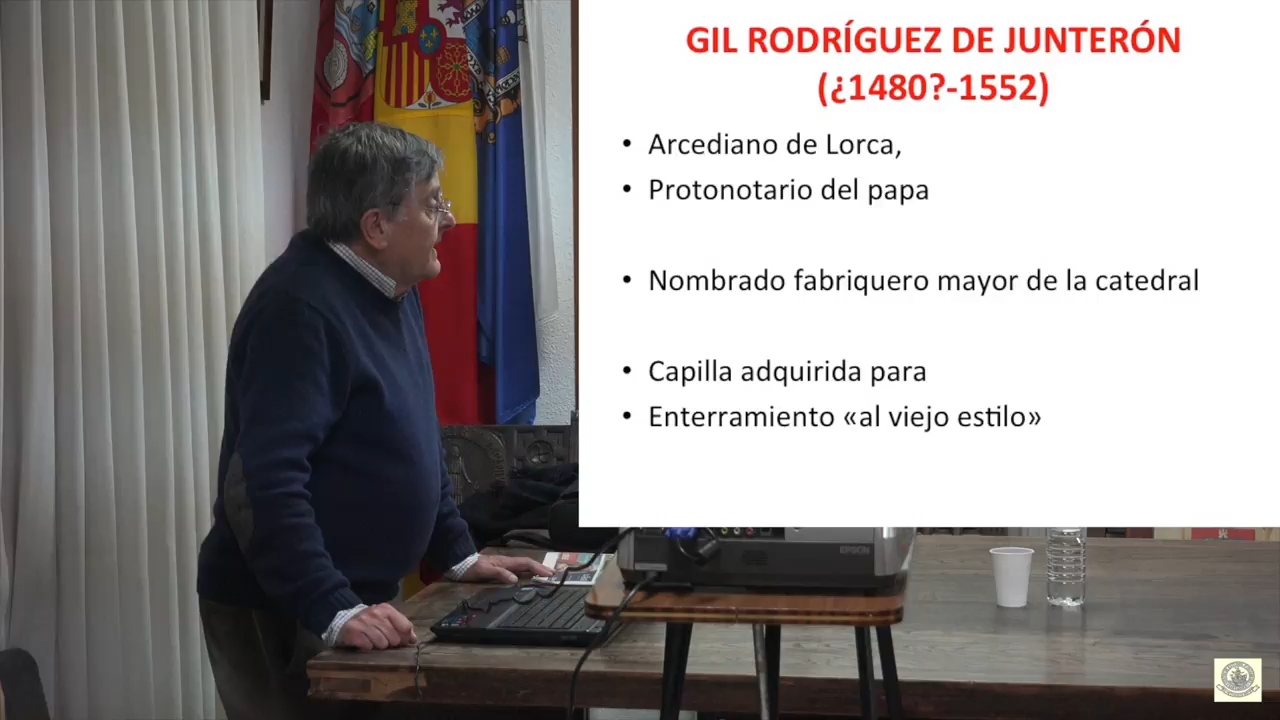 GIL RODRÍGUEZ DE JUNTERÓN
(¿1480?-1552)
• Arcediano de Lorca,
• Protonotario del papa
• Nombrado fabriquero mayor de la catedral
• Capilla adquirida para
• Enterramiento «al viejo estilo»
EPSON